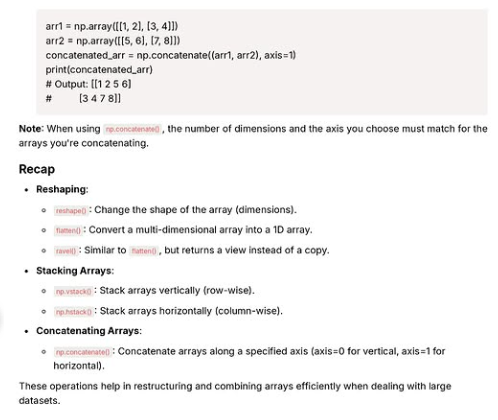 arr1 = np.array([[1, 2], [3, 4]])
arr2 = np.array([[5, 6], [7, 8]])
concatenated_arr = np.concatenate((arr1, arr2), axis=1)
print(concatenated_arr)
# Output: [[1 2 5 6]
# [3 4 7 8]]
Note: When using np.concatenate(), the number of dimensions and the axis you choose must match for the
arrays you're concatenating.
Recap
• Reshaping:
○ reshape(): Change the shape of the array (dimensions).
○ flatten(): Convert a multi-dimensional array into a 1D array.
○ ravel(): Similar to flatten(), but returns a view instead of a copy.
• Stacking Arrays:
○ np.vstack(): Stack arrays vertically (row-wise).
○ np.hstack(): Stack arrays horizontally (column-wise).
• Concatenating Arrays:
○ np.concatenate(): Concatenate arrays along a specified axis (axis=0 for vertical, axis=1 for
horizontal).
These operations help in restructuring and combining arrays efficiently when dealing with large
datasets.